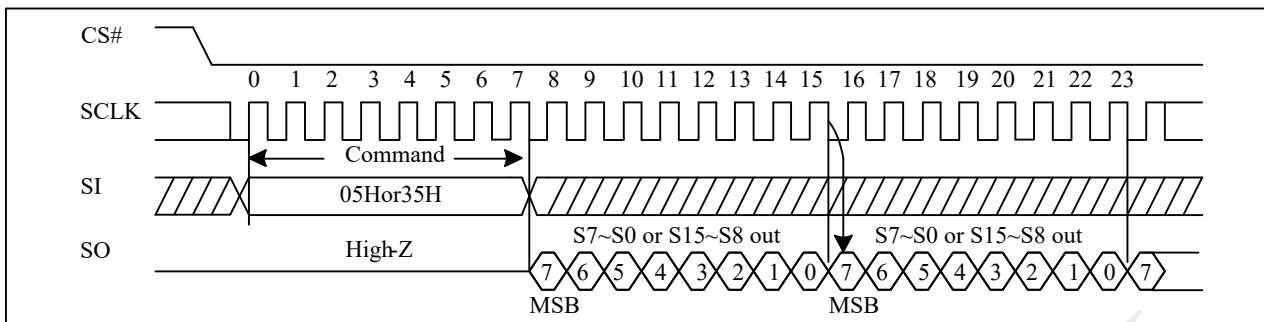 CS#
0 1 2 3 4 5 6 7 8 9 10 11 12 13 14 15 16 17 18 19 20 21 22 23
SCLK
Command
SI
05Hor35H
S7~S0 or S15~S8 out S7~S0 or S15~S8 out
SO
High-Z
7 6 5 4 3 2 1 0 7 6 5 4 3 2 1 0 7
MSB MSB